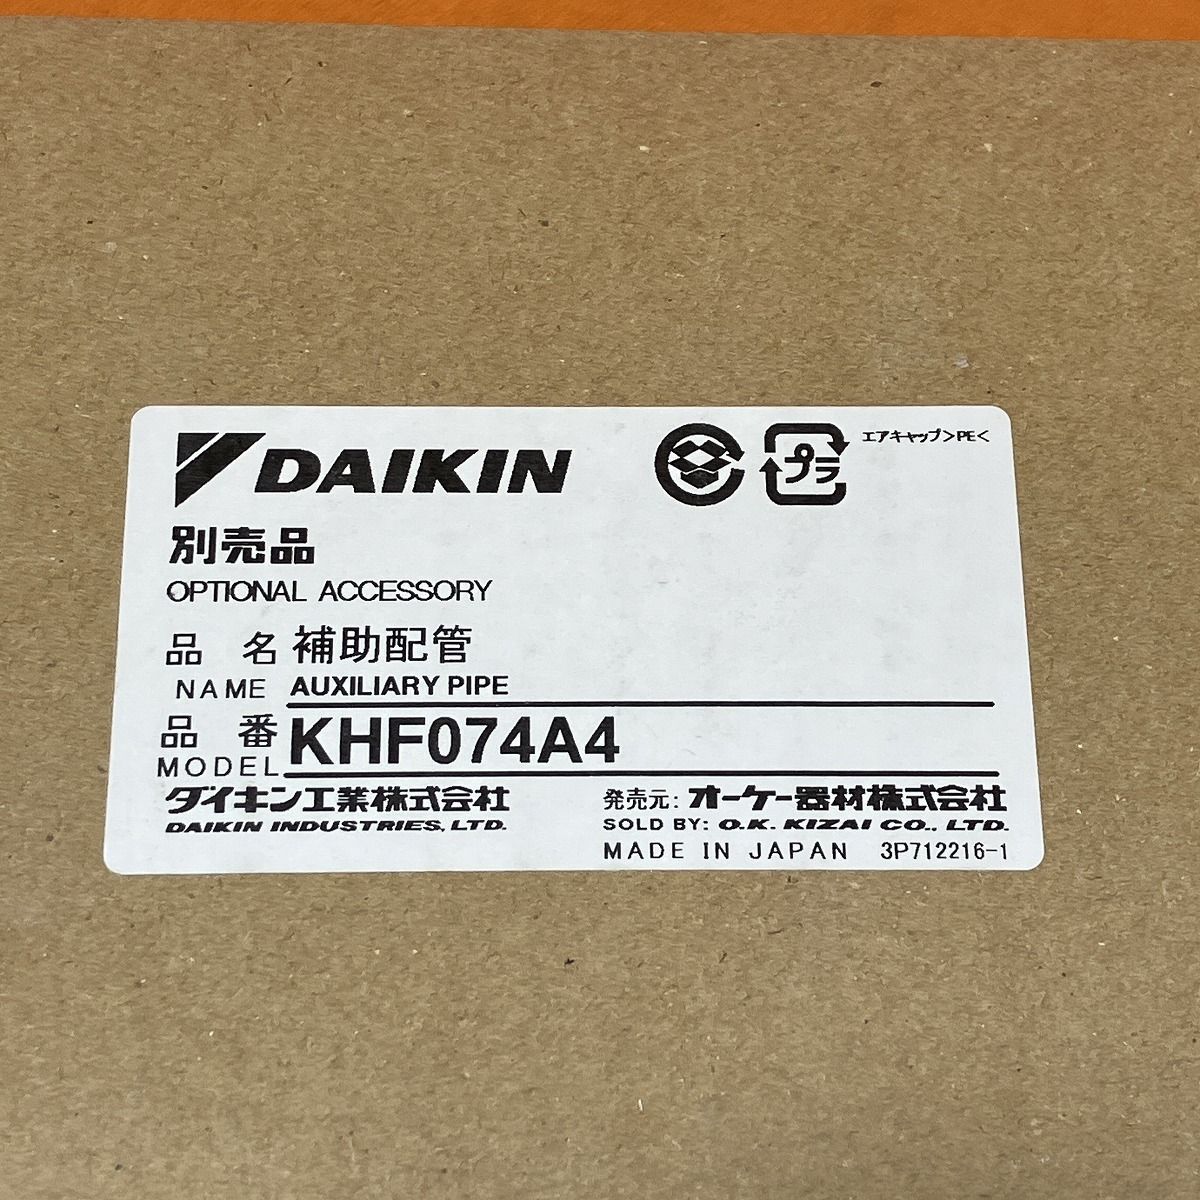 DAIKIN
プラ
エアキャップ>PE<
別売品
OPTIONAL ACCESSORY
品 名 補助配管
NAME AUXILIARY PIPE
品 番 KHF074A4
MODEL
ダイキン工業株式会社
DAIKIN INDUSTRIES, LTD.
発売元: オーケー器材株式会社
SOLD BY: O.K. KIZAI CO., LTD.
MADE IN JAPAN 3P712216-1